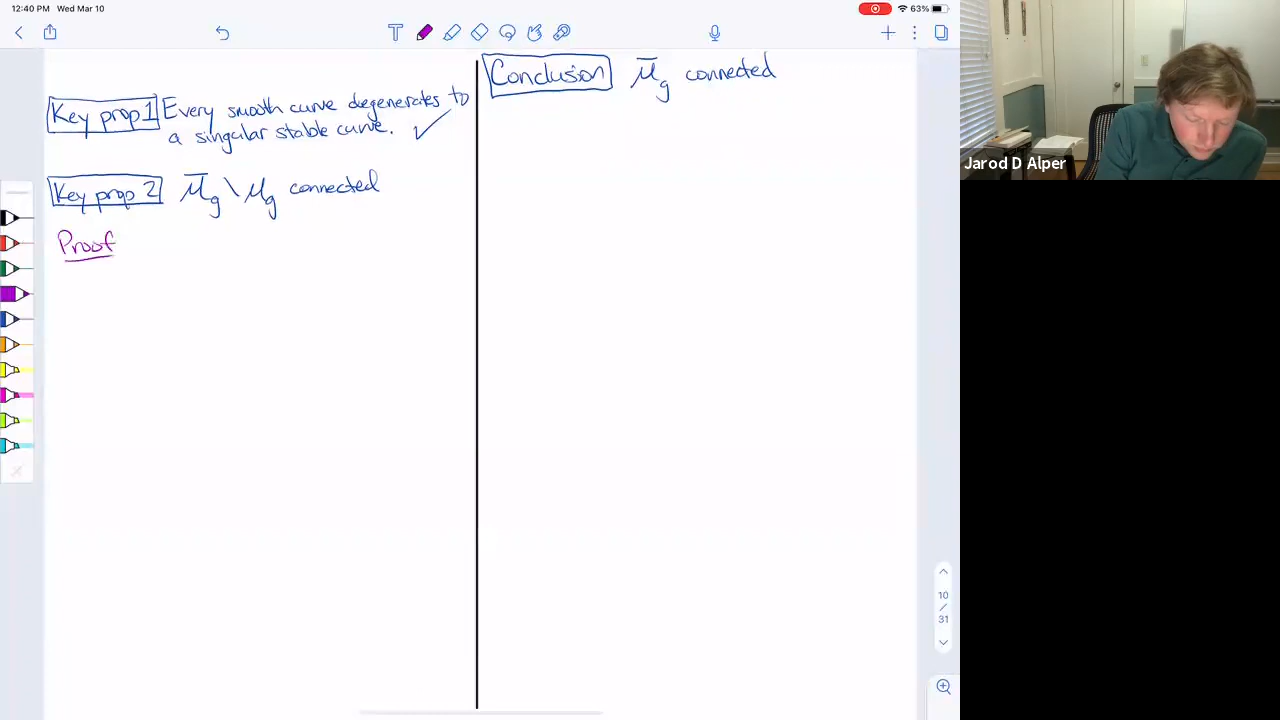 12:40 PM Wed Mar 10
63%
Key prop 1 Every smooth curve degenerates to
a singular stable curve. ✓
Key prop 2 M̅g \ Mg connected
Proof
Conclusion M̅g connected
10
/
31
Jarod D Alper